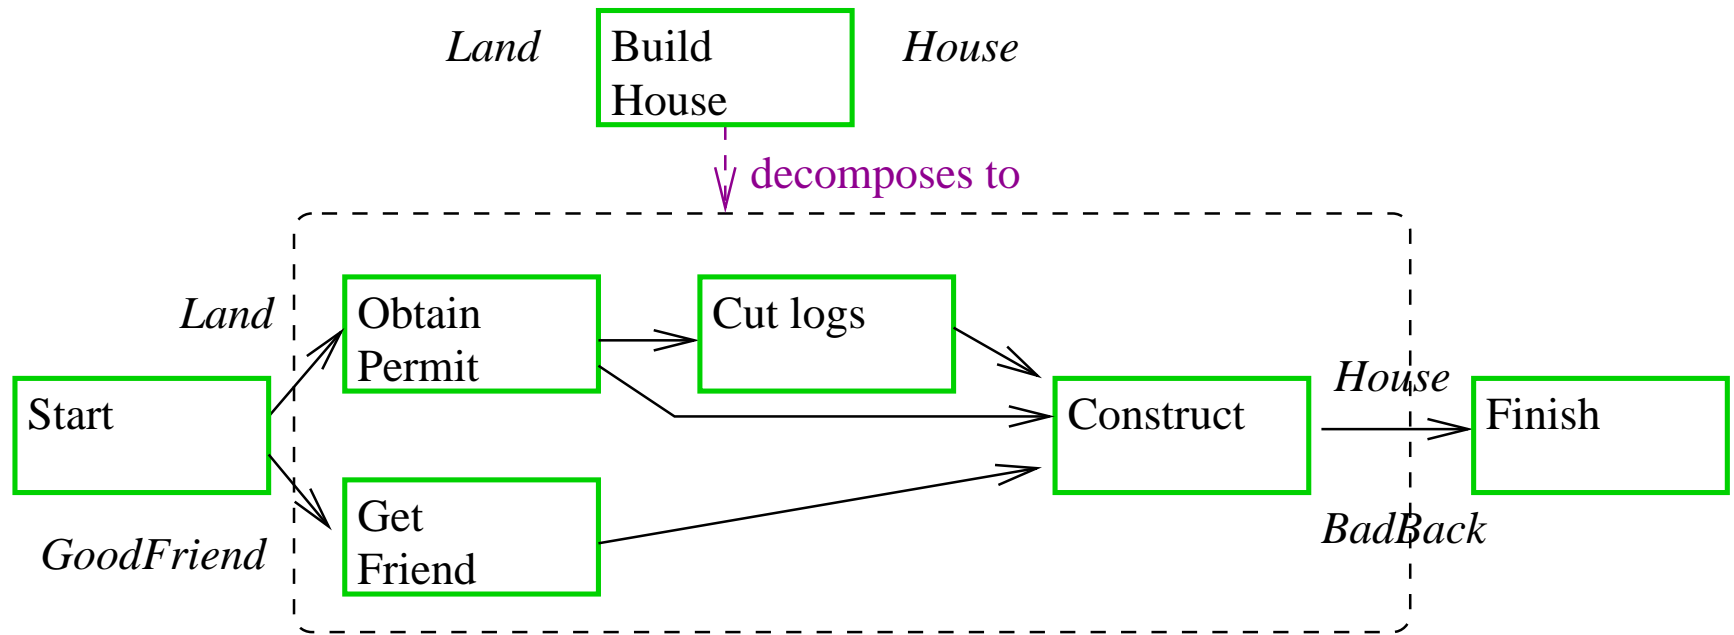 Land
Build
House
House
decomposes to
Land
Obtain
Permit
Cut logs
Start
Construct
House
Finish
GoodFriend
Get
Friend
BadBack